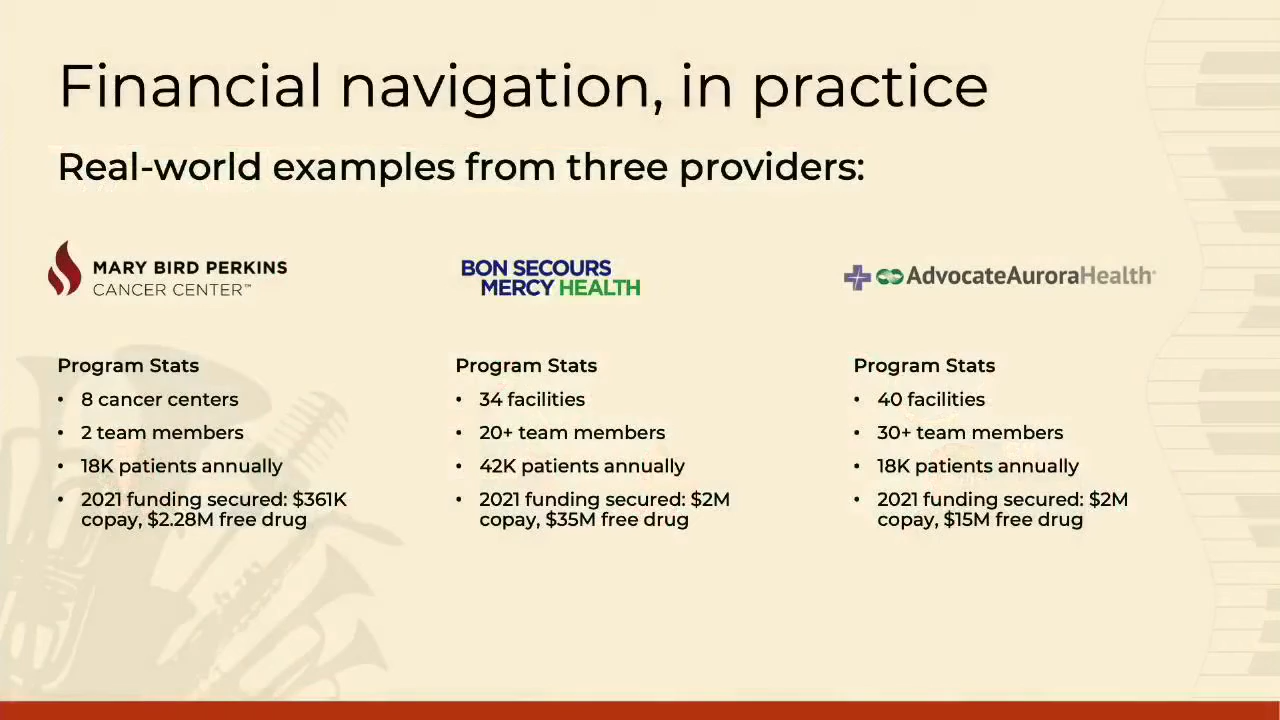 Financial navigation, in practice
Real-world examples from three providers:
MARY BIRD PERKINS
CANCER CENTER™
Program Stats
• 8 cancer centers
• 2 team members
• 18K patients annually
• 2021 funding secured: $361K
copay, $2.28M free drug
BON SECOURS
MERCY HEALTH
Program Stats
• 34 facilities
• 20+ team members
• 42K patients annually
• 2021 funding secured: $2M
copay, $35M free drug
AdvocateAuroraHealth
Program Stats
• 40 facilities
• 30+ team members
• 18K patients annually
• 2021 funding secured: $2M
copay, $15M free drug